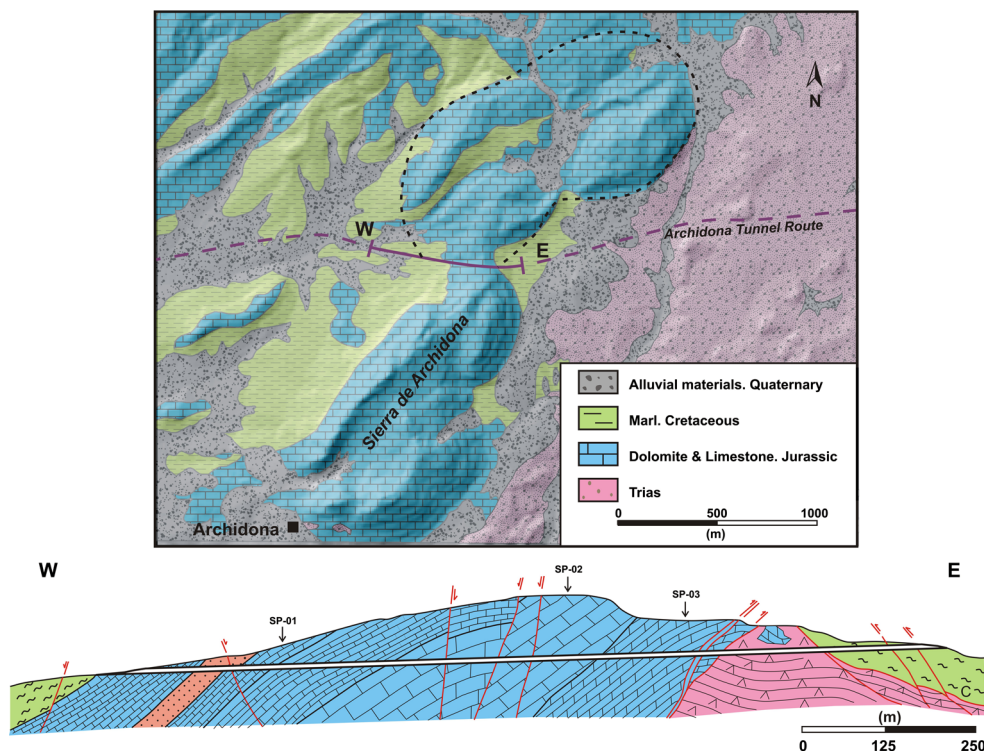 N
W
E
Archidona Tunnel Route
Sierra de Archidona
Archidona
Alluvial materials. Quaternary
Marl. Cretaceous
Dolomite & Limestone. Jurassic
Trias
0 500 1000
(m)
W
E
SP-01
SP-02
SP-03
C
(m)
0 125 250